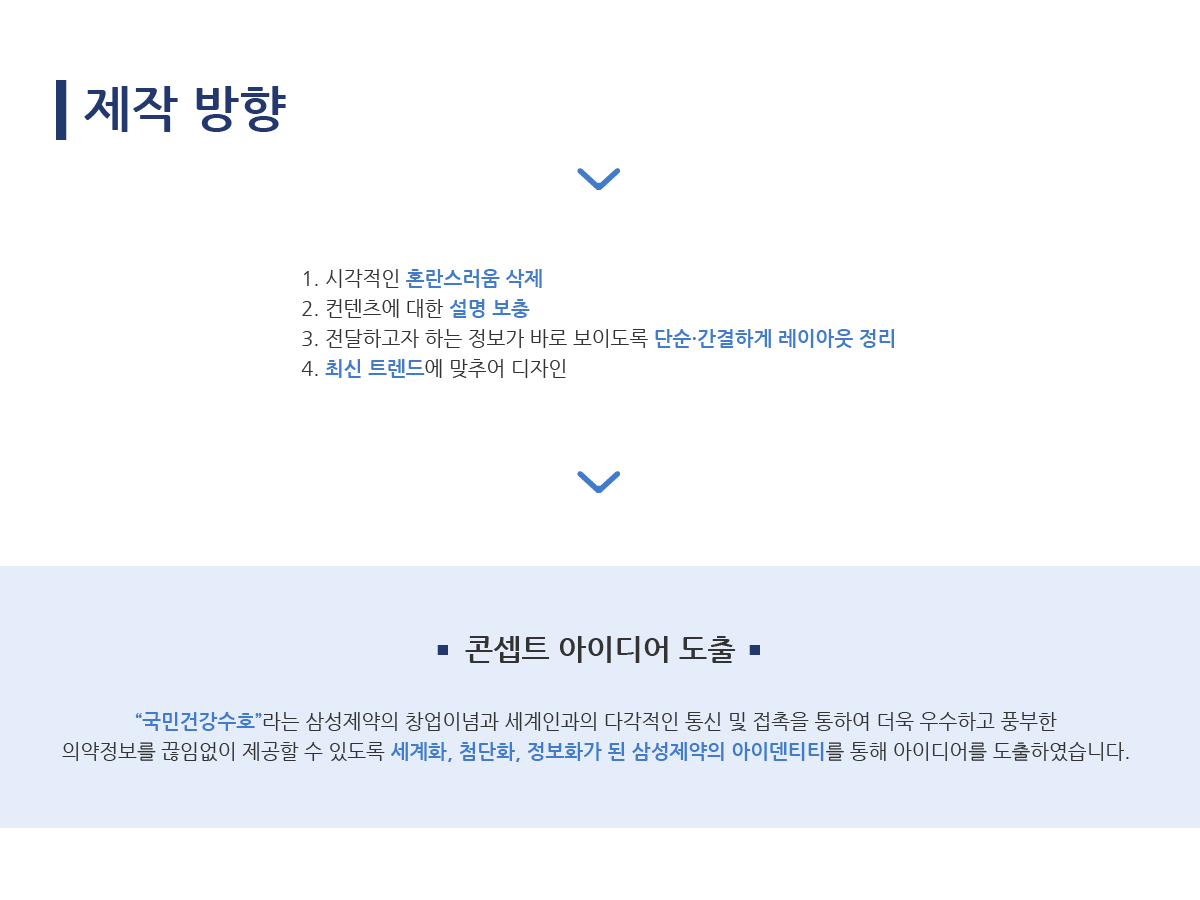 제작 방향
1. 시각적인 혼란스러움 삭제
2. 컨텐츠에 대한 설명 보충
3. 전달하고자 하는 정보가 바로 보이도록 단순·간결하게 레이아웃 정리
4. 최신 트렌드에 맞추어 디자인
콘셉트 아이디어 도출
“국민건강수호”라는 삼성제약의 창업이념과 세계인과의 다각적인 통신 및 접촉을 통하여 더욱 우수하고 풍부한
의약정보를 끊임없이 제공할 수 있도록 세계화, 첨단화, 정보화가 된 삼성제약의 아이덴티티를 통해 아이디어를 도출하였습니다.